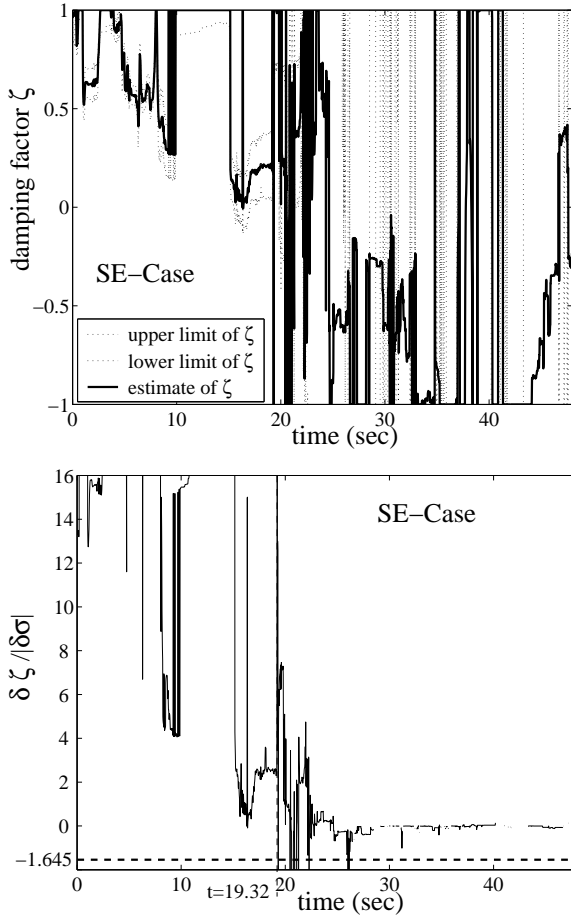 1
0.5
0
−0.5
−1
damping factor ζ
SE−Case
upper limit of ζ
lower limit of ζ
estimate of ζ
0 10 20 30 40
time (sec)
16
14
12
10
8
6
4
2
0
−1.645
δ ζ /|δσ|
SE−Case
0 10 20 30 40
t=19.32
time (sec)